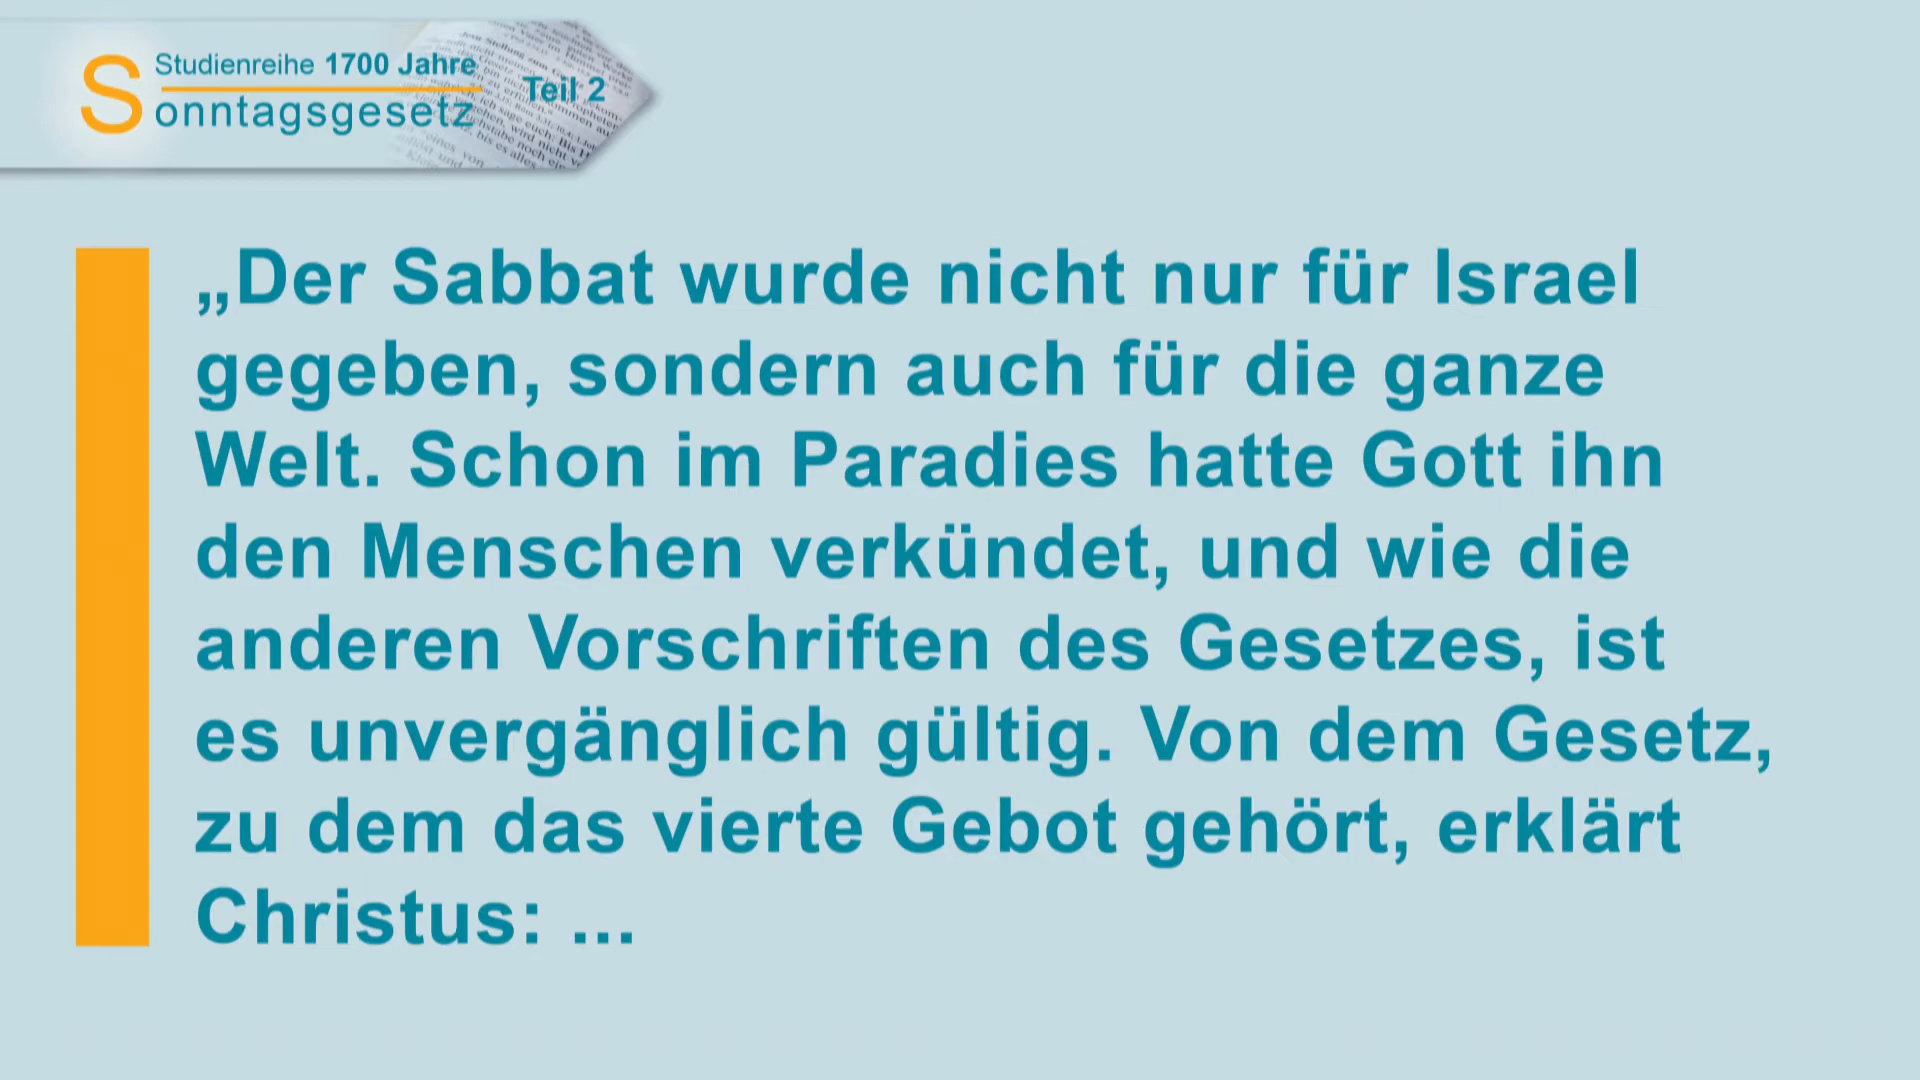 Studienreihe 1700 Jahre
Sonntagsgesetz
Teil 2
„Der Sabbat wurde nicht nur für Israel
gegeben, sondern auch für die ganze
Welt. Schon im Paradies hatte Gott ihn
den Menschen verkündet, und wie die
anderen Vorschriften des Gesetzes, ist
es unvergänglich gültig. Von dem Gesetz,
zu dem das vierte Gebot gehört, erklärt
Christus: ...